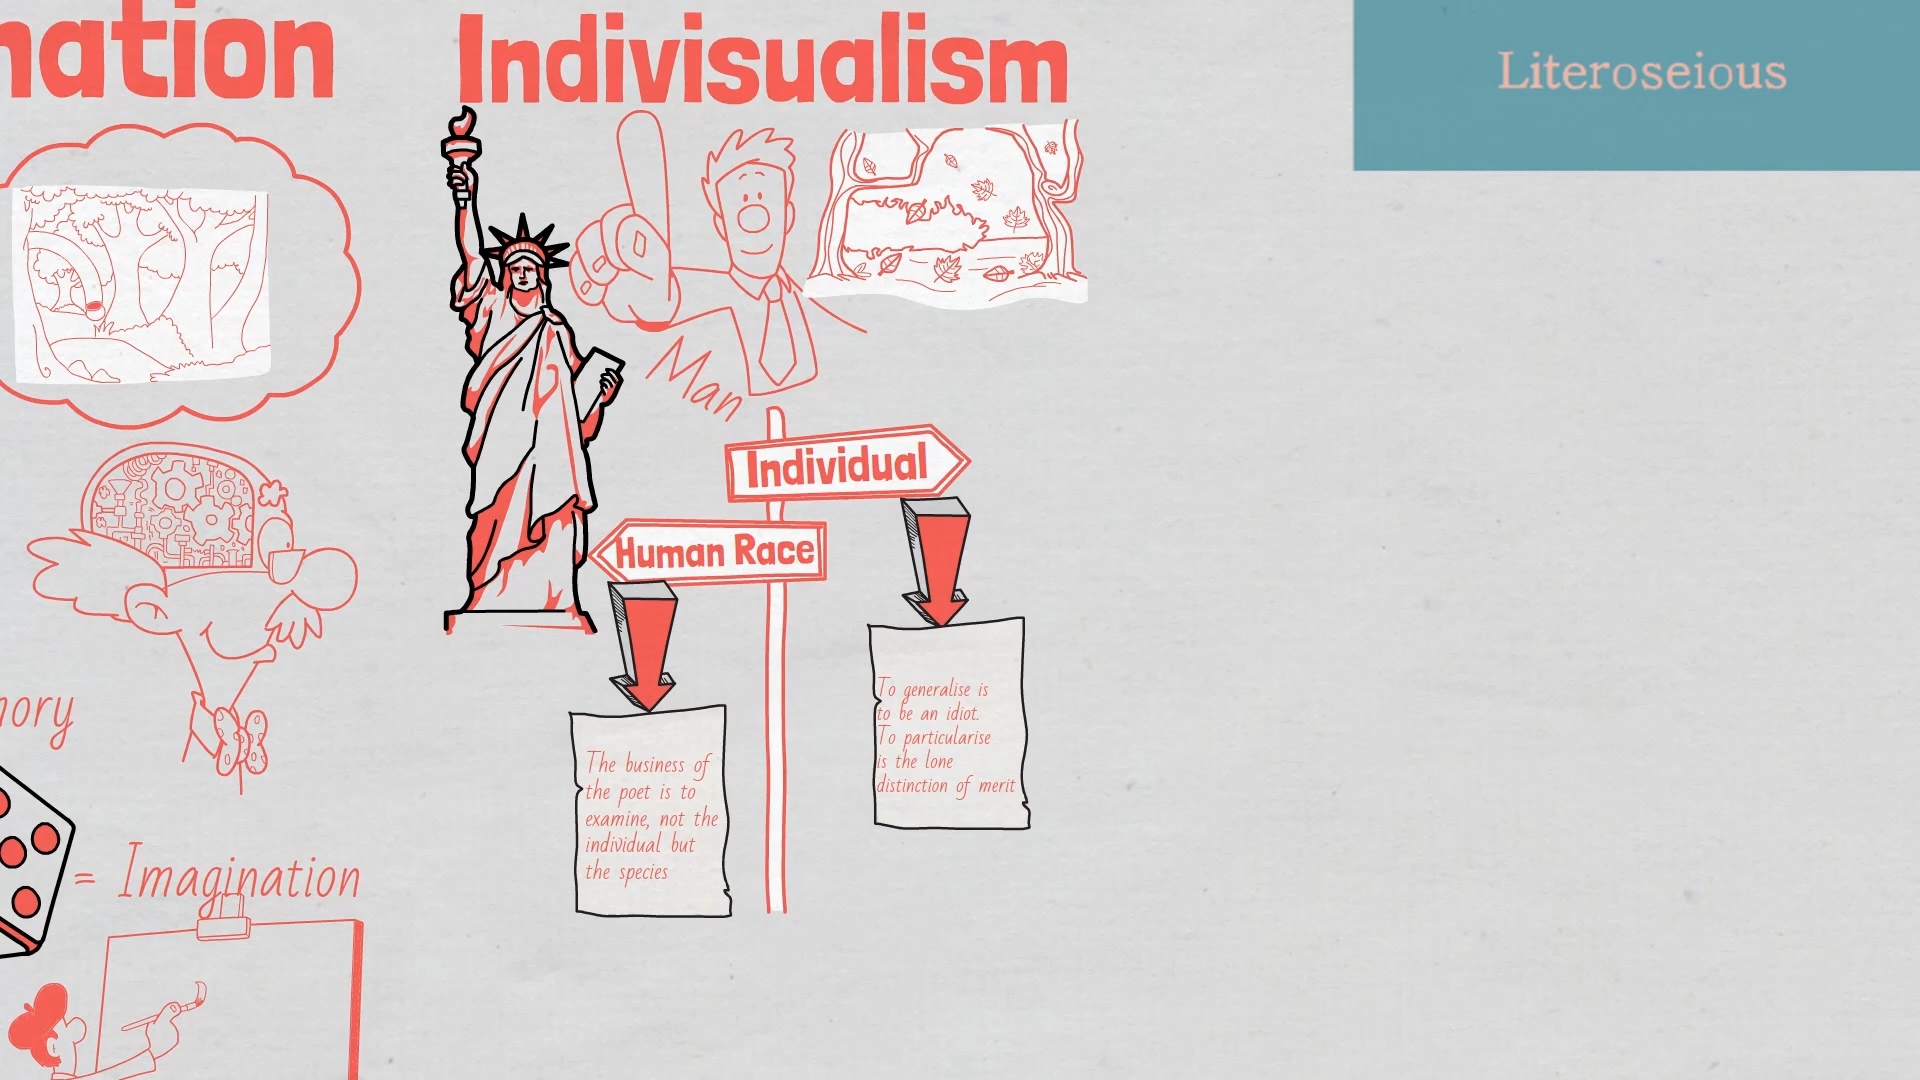 nation
Indivisualism
Literoseious
Man
Individual
Human Race
To generalise is
to be an idiot.
To particularise
is the lone
distinction of merit
The business of
the poet is to
examine, not the
individual but
the species
mory
= Imagination